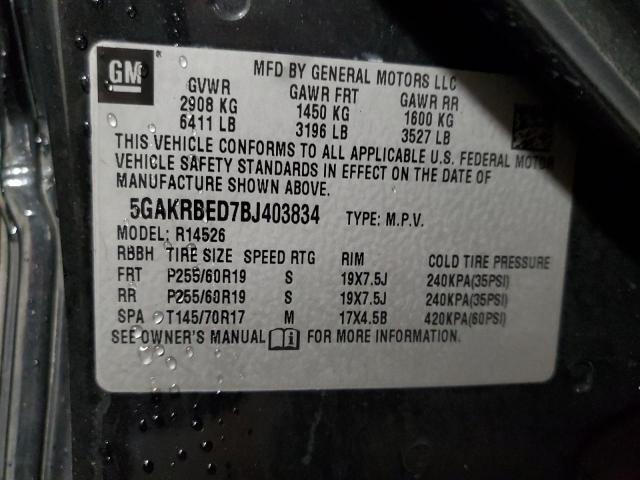 GM
MFD BY GENERAL MOTORS LLC
GVWR GAWR FRT GAWR RR
2908 KG 1450 KG 1600 KG
6411 LB 3196 LB 3527 LB
THIS VEHICLE CONFORMS TO ALL APPLICABLE U.S. FEDERAL MOTOR
VEHICLE SAFETY STANDARDS IN EFFECT ON THE DATE OF
MANUFACTURE SHOWN ABOVE.
5GAKRBED7BJ403834 TYPE: M.P.V.
MODEL: R14526
RBBH TIRE SIZE SPEED RTG RIM COLD TIRE PRESSURE
FRT P255/60R19 S 19X7.5J 240KPA(35PSI)
RR P255/60R19 S 19X7.5J 240KPA(35PSI)
SPA T145/70R17 M 17X4.5B 420KPA(60PSI)
SEE OWNER'S MANUAL FOR MORE INFORMATION.